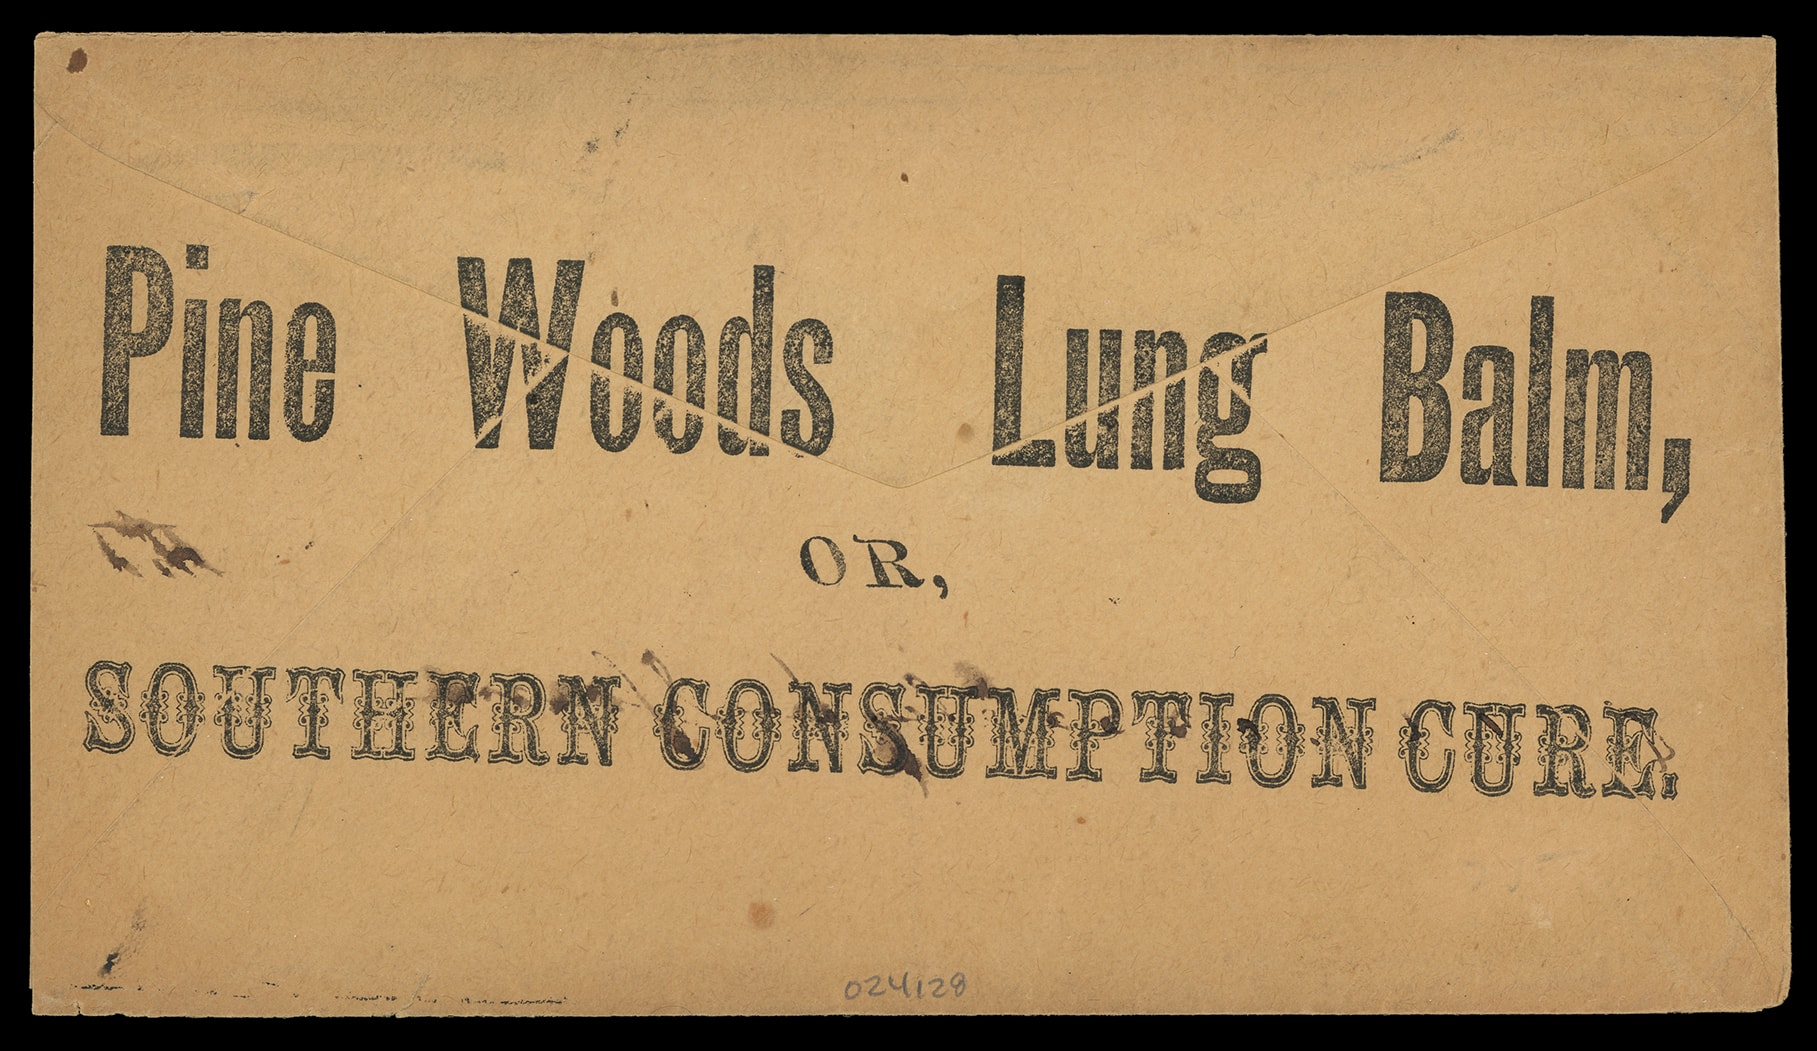 Pine Woods Lung Balm,
OR,
SOUTHERN CONSUMPTION CURE.
024128